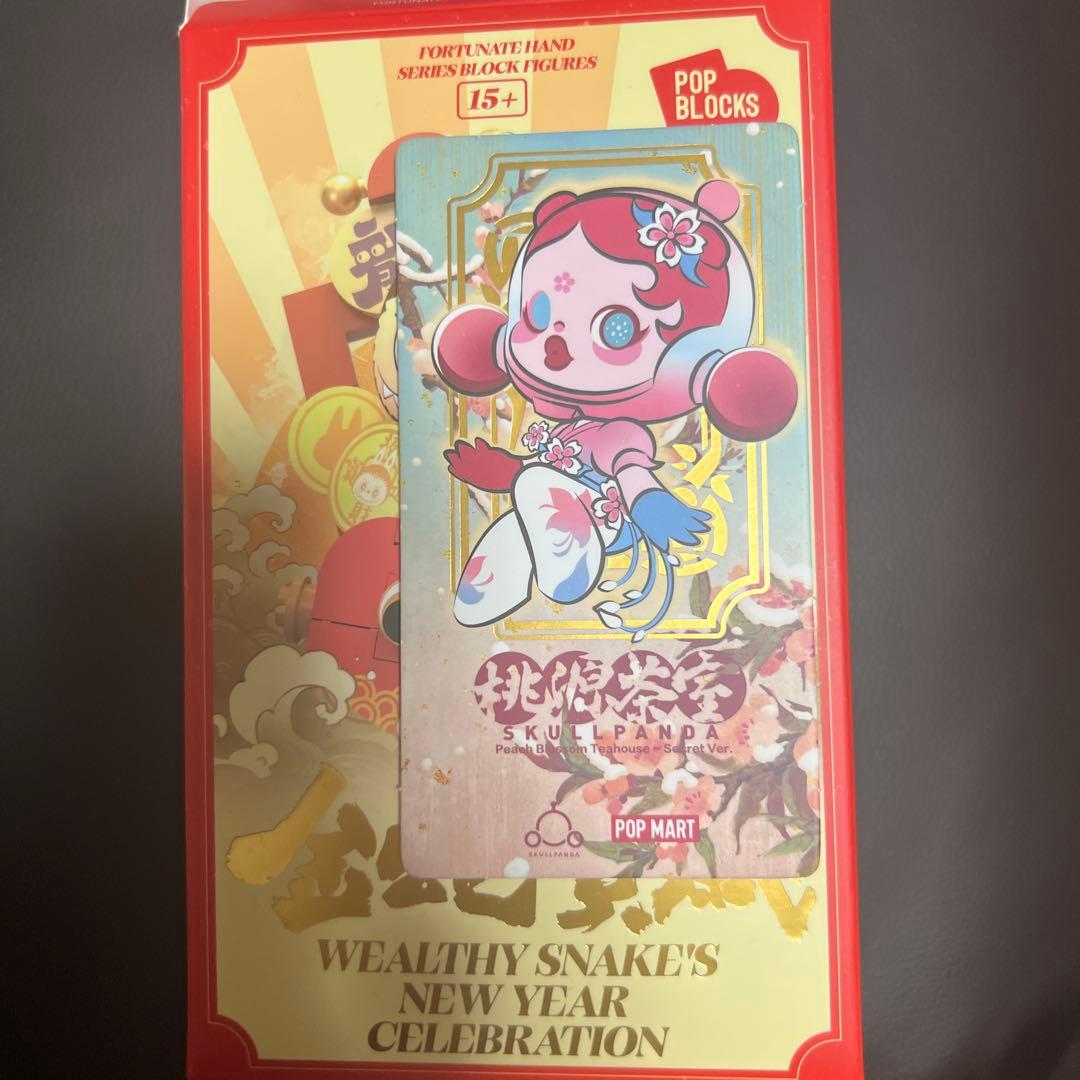 FORTUNATE HAND
SERIES BLOCK FIGURES
15+
POP
BLOCKS
桃源茶室
SKULLPANDA
Peach Blossom Teahouse - Secret Ver.
SKULLPANDA
POP MART
WEALTHY SNAKE'S
NEW YEAR
CELEBRATION